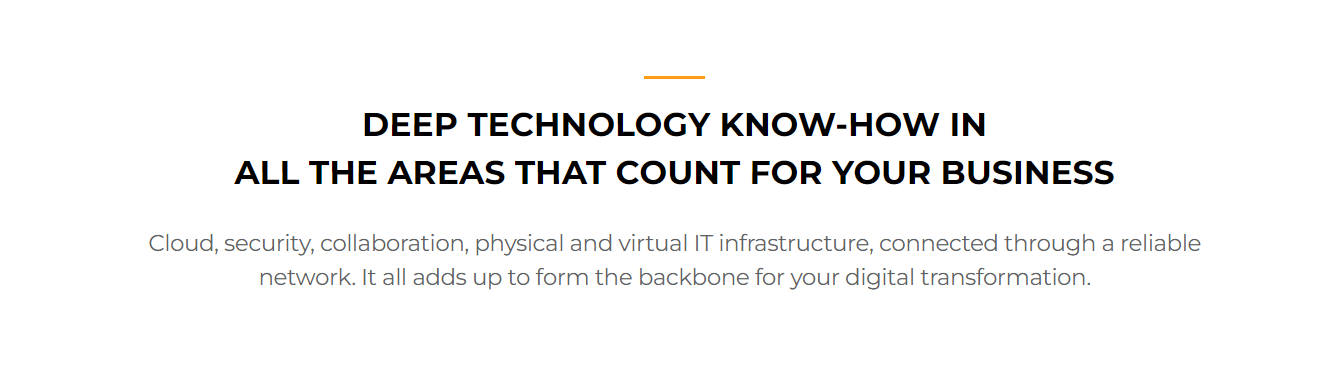 DEEP TECHNOLOGY KNOW-HOW IN
ALL THE AREAS THAT COUNT FOR YOUR BUSINESS
Cloud, security, collaboration, physical and virtual IT infrastructure, connected through a reliable
network. It all adds up to form the backbone for your digital transformation.